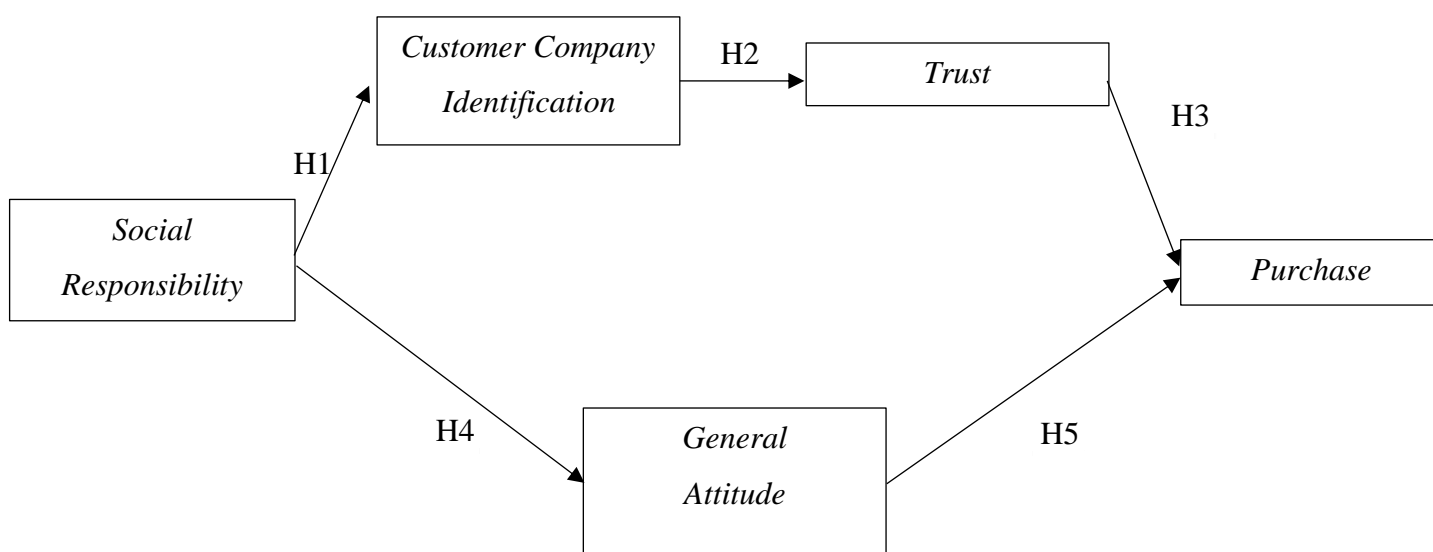 Customer Company
Identification
H2
Trust
H3
H1
Social
Responsibility
Purchase
H4
General
Attitude
H5